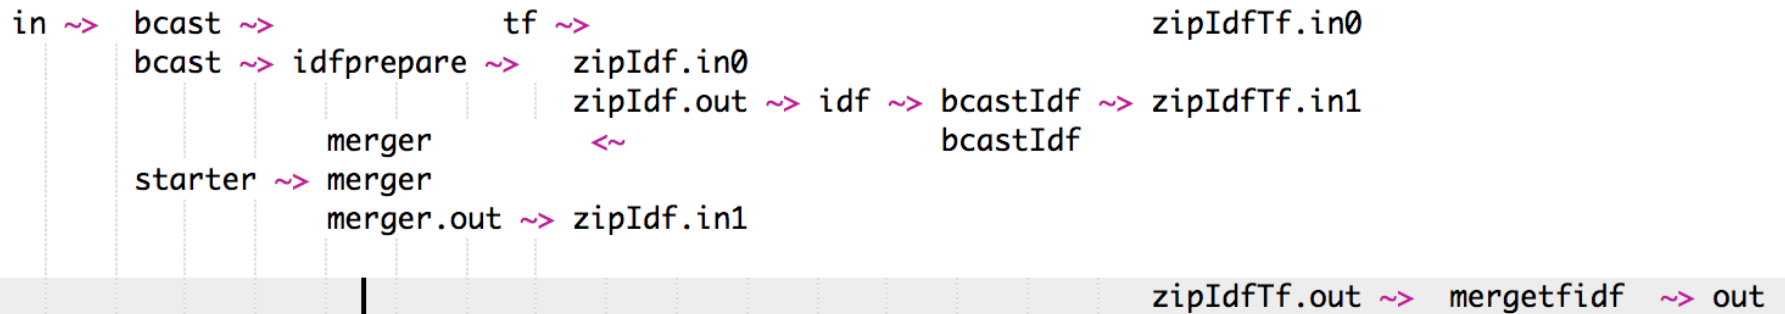 in ~> bcast ~> tf ~> zipIdfTf.in0
bcast ~> idfprepare ~> zipIdf.in0
zipIdf.out ~> idf ~> bcastIdf ~> zipIdfTf.in1
merger <~ bcastIdf
starter ~> merger
merger.out ~> zipIdf.in1
zipIdfTf.out ~> mergetfidf ~> out